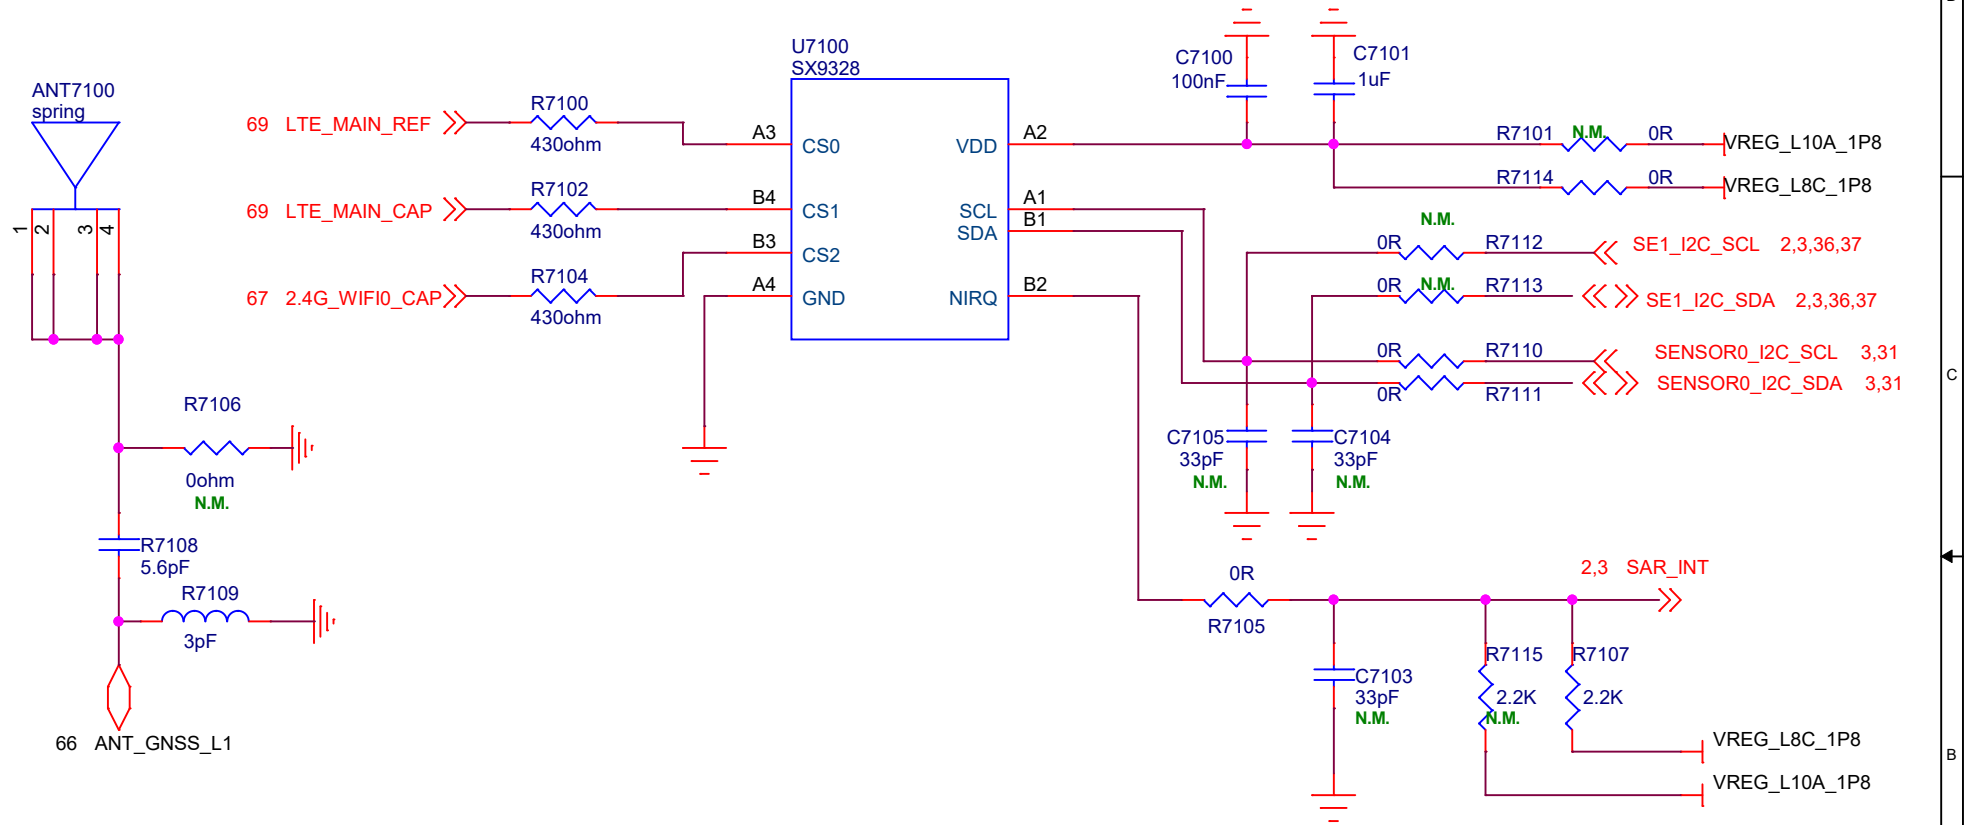 ANT7100
spring
1
2
3
4
R7106
0ohm
N.M.
R7108
5.6pF
R7109
3pF
66 ANT_GNSS_L1
69 LTE_MAIN_REF
R7100
430ohm
69 LTE_MAIN_CAP
R7102
430ohm
67 2.4G_WIFI0_CAP
R7104
430ohm
U7100
SX9328
A3 CS0
B4 CS1
B3 CS2
A4 GND
VDD A2
SCL A1
SDA B1
NIRQ B2
C7100
100nF
C7101
1uF
R7101 N.M. 0R VREG_L10A_1P8
R7114 0R VREG_L8C_1P8
N.M.
0R R7112 SE1_I2C_SCL 2,3,36,37
0R N.M. R7113 SE1_I2C_SDA 2,3,36,37
0R R7110 SENSOR0_I2C_SCL 3,31
0R R7111 SENSOR0_I2C_SDA 3,31
C7105
33pF
N.M.
C7104
33pF
N.M.
0R
R7105
2,3 SAR_INT
C7103
33pF
N.M.
R7115
2.2K
N.M.
R7107
2.2K
VREG_L8C_1P8
VREG_L10A_1P8
C
B